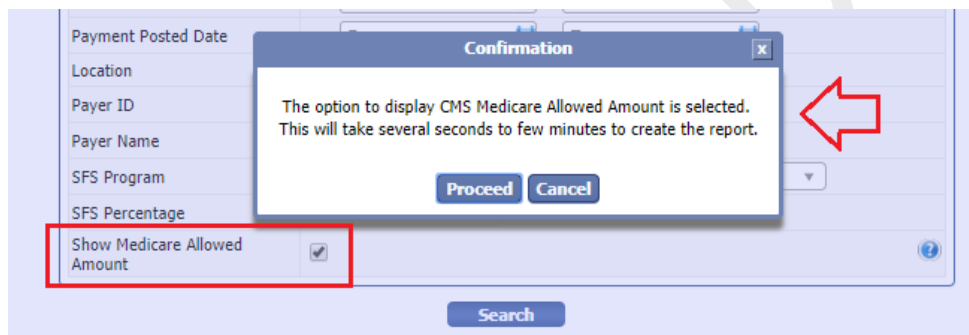 Payment Posted Date
Confirmation
x
Location
Payer ID
The option to display CMS Medicare Allowed Amount is selected.
This will take several seconds to few minutes to create the report.
Payer Name
SFS Program
Proceed Cancel
SFS Percentage
Show Medicare Allowed
Amount
?
Search